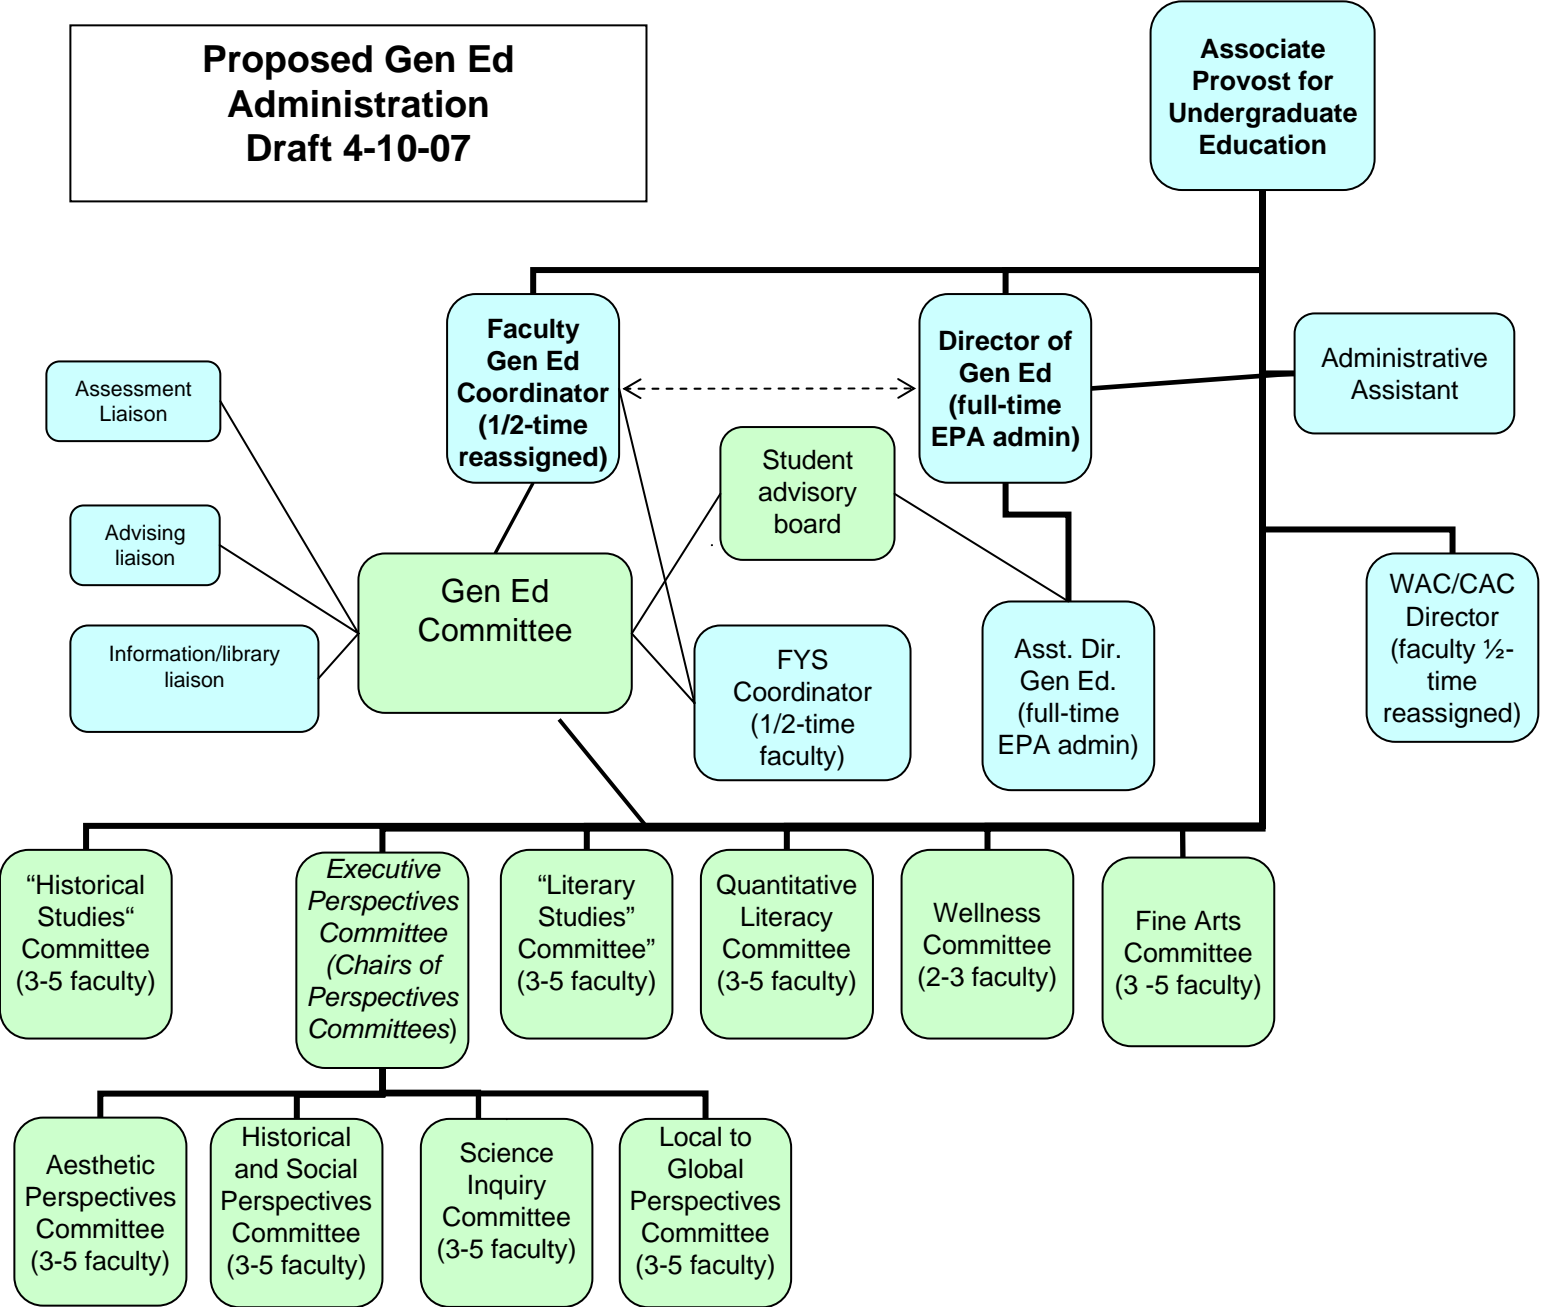 Proposed Gen Ed
Administration
Draft 4-10-07
Associate
Provost for
Undergraduate
Education
Faculty
Gen Ed
Coordinator
(1/2-time
reassigned)
Director of
Gen Ed
(full-time
EPA admin)
Administrative
Assistant
Assessment
Liaison
Student
advisory
board
Advising
liaison
Gen Ed
Committee
WAC/CAC
Director
(faculty ½-
time
reassigned)
Information/library
liaison
FYS
Coordinator
(1/2-time
faculty)
Asst. Dir.
Gen Ed.
(full-time
EPA admin)
“Historical
Studies“
Committee
(3-5 faculty)
Executive
Perspectives
Committee
(Chairs of
Perspectives
Committees)
“Literary
Studies”
Committee”
(3-5 faculty)
Quantitative
Literacy
Committee
(3-5 faculty)
Wellness
Committee
(2-3 faculty)
Fine Arts
Committee
(3 -5 faculty)
Aesthetic
Perspectives
Committee
(3-5 faculty)
Historical
and Social
Perspectives
Committee
(3-5 faculty)
Science
Inquiry
Committee
(3-5 faculty)
Local to
Global
Perspectives
Committee
(3-5 faculty)